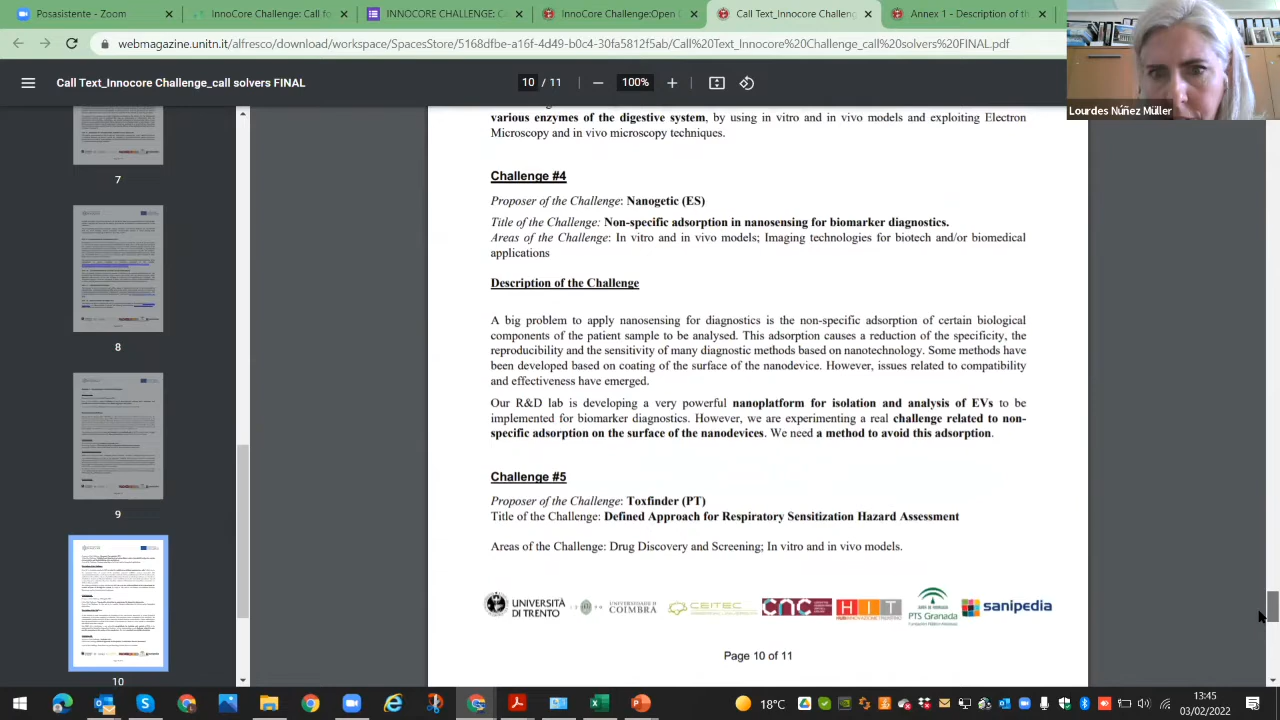 INNOCORE CHALLENGE: Cal
Innocore Challenge_ Call
Annex 1 - Description of th
webmagazine.unitn.it/alfresco/download/workspace/SpacesStore/5168dfbe-a16f-4d49-bbc4-30fa58fc5fab/Call%20Text_Innocore%20Challenge_call%20solvers%20FINAL.pdf
Call Text_Innocore Challenge_call solvers FINAL
10 / 11
100%
Lourdes Núñez Müller
7
8
9
10
various enzymes of the digestive system, by using in vitro and in vivo models and exploiting Electron
Microscopy and in vivo microscopy techniques.
Challenge #4
Proposer of the Challenge: Nanogetic (ES)
Title of the Challenge: Non-specific adsorption in nanosensing for biomarker diagnostics.
Areas of the Challenge: In vitro and in vivo models; Imaging technologies for biotech and/or biomedical
applications
Description of the Challenge
A big problem to apply nanosensing for diagnostics is the non-specific adsorption of certain biological
components of the patient sample to be analysed. This adsorption causes a reduction of the specificity, the
reproducibility and the sensitivity of many diagnostic methods based on nanotechnology. Some methods have
been developed based on coating of the surface of the nanodevice. However, issues related to compatibility
and effectiveness have emerged.
Our R&D lab is developing a very powerful nanoplatform for isolation and analysis of EVs to be
implemented for biomarker diagnostics. However, we are experimenting a real challenge related to non-
specific adsorption on the surface of the nanodevices. We need a method to avoid this adsorption.
Challenge #5
Proposer of the Challenge: Toxfinder (PT)
Title of the Challenge: Defined Approach for Respiratory Sensitization Hazard Assessment
Areas of the Challenge: Drug Discovery and Screening; In vitro and in vivo models.
UNIVERSITÀ
DI TRENTO
UNIVERSIDADE D
COIMBRA
CEITEC
HIT
PTS Granada
sanipedia
Page 10 of 11
18°C
13:45
03/02/2022